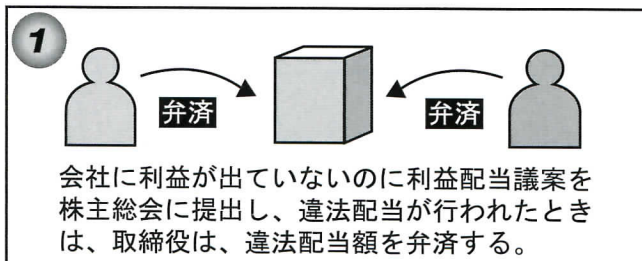 1
弁済
弁済
会社に利益が出ていないのに利益配当議案を
株主総会に提出し、違法配当が行われたとき
は、取締役は、違法配当額を弁済する。